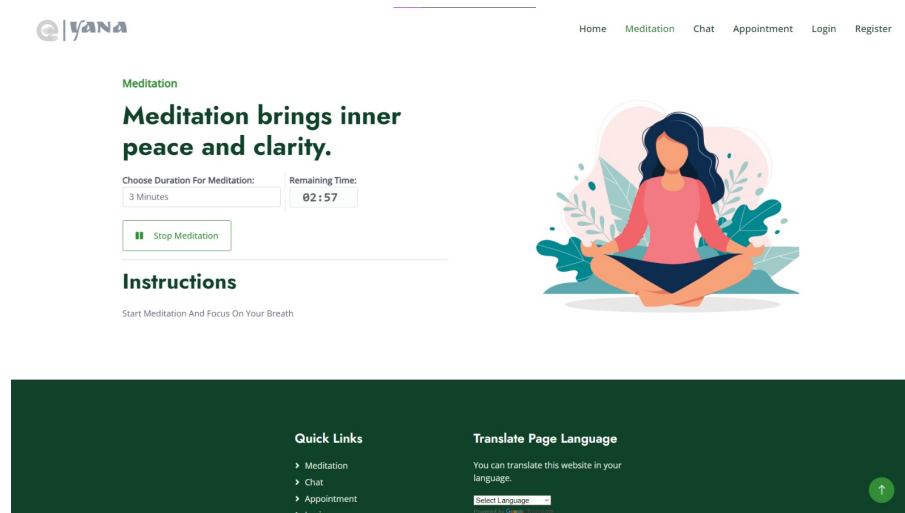 YANA
Home Meditation Chat Appointment Login Register
Meditation
Meditation brings inner
peace and clarity.
Choose Duration For Meditation:
Remaining Time:
3 Minutes
02:57
Stop Meditation
Instructions
Start Meditation And Focus On Your Breath
Quick Links
Meditation
Chat
Appointment
Translate Page Language
You can translate this website in your
language.
Select Language
Powered by